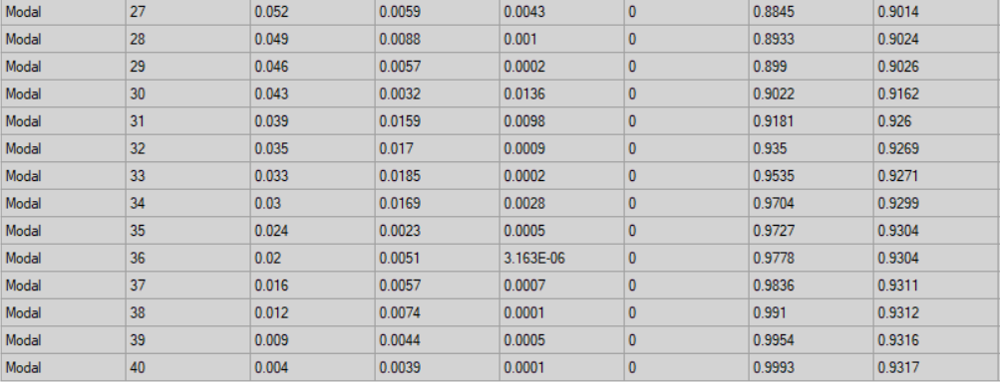 Modal 27 0.052 0.0059 0.0043 0 0.8845 0.9014
Modal 28 0.049 0.0088 0.001 0 0.8933 0.9024
Modal 29 0.046 0.0057 0.0002 0 0.899 0.9026
Modal 30 0.043 0.0032 0.0136 0 0.9022 0.9162
Modal 31 0.039 0.0159 0.0098 0 0.9181 0.926
Modal 32 0.035 0.017 0.0009 0 0.935 0.9269
Modal 33 0.033 0.0185 0.0002 0 0.9535 0.9271
Modal 34 0.03 0.0169 0.0028 0 0.9704 0.9299
Modal 35 0.024 0.0023 0.0005 0 0.9727 0.9304
Modal 36 0.02 0.0051 3.163E-06 0 0.9778 0.9304
Modal 37 0.016 0.0057 0.0007 0 0.9836 0.9311
Modal 38 0.012 0.0074 0.0001 0 0.991 0.9312
Modal 39 0.009 0.0044 0.0005 0 0.9954 0.9316
Modal 40 0.004 0.0039 0.0001 0 0.9993 0.9317